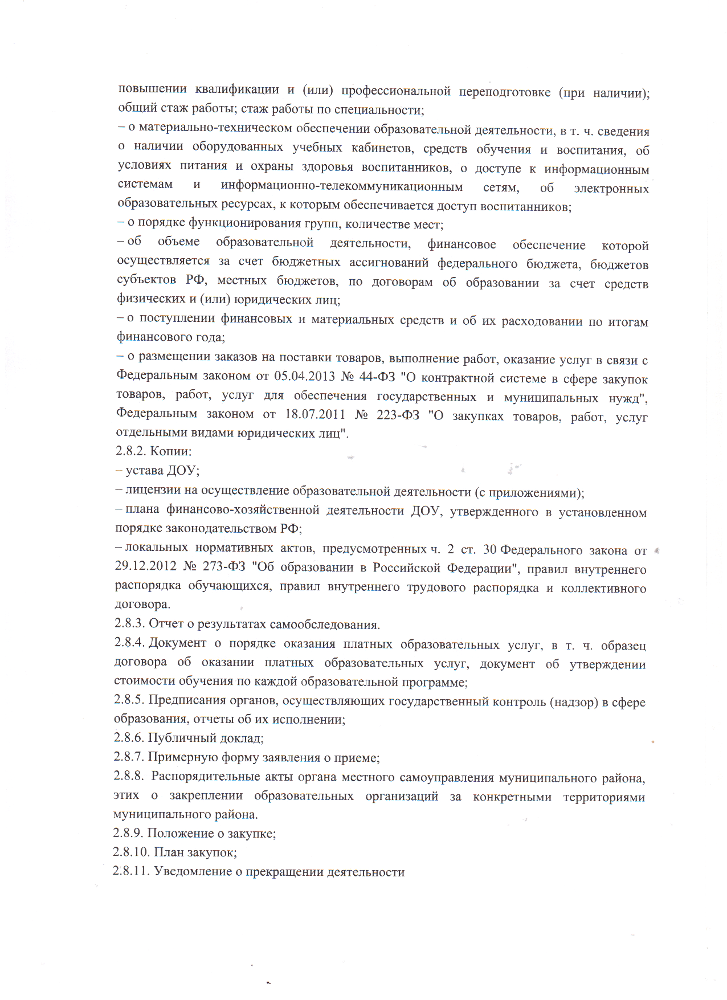 повышении квалификации и (или) профессиональной переподготовке (при наличии);
общий стаж работы; стаж работы по специальности;
– о материально-техническом обеспечении образовательной деятельности, в т. ч. сведения
о наличии оборудованных учебных кабинетов, средств обучения и воспитания, об
условиях питания и охраны здоровья воспитанников, о доступе к информационным
системам и информационно-телекоммуникационным сетям, об электронных
образовательных ресурсах, к которым обеспечивается доступ воспитанников;
– о порядке функционирования групп, количестве мест;
– об объеме образовательной деятельности, финансовое обеспечение которой
осуществляется за счет бюджетных ассигнований федерального бюджета, бюджетов
субъектов РФ, местных бюджетов, по договорам об образовании за счет средств
физических и (или) юридических лиц;
– о поступлении финансовых и материальных средств и об их расходовании по итогам
финансового года;
– о размещении заказов на поставки товаров, выполнение работ, оказание услуг в связи с
Федеральным законом от 05.04.2013 № 44-ФЗ "О контрактной системе в сфере закупок
товаров, работ, услуг для обеспечения государственных и муниципальных нужд",
Федеральным законом от 18.07.2011 № 223-ФЗ "О закупках товаров, работ, услуг
отдельными видами юридических лиц".
2.8.2. Копии:
– устава ДОУ;
– лицензии на осуществление образовательной деятельности (с приложениями);
– плана финансово-хозяйственной деятельности ДОУ, утвержденного в установленном
порядке законодательством РФ;
– локальных нормативных актов, предусмотренных ч. 2 ст. 30 Федерального закона от
29.12.2012 № 273-ФЗ "Об образовании в Российской Федерации", правил внутреннего
распорядка обучающихся, правил внутреннего трудового распорядка и коллективного
договора.
2.8.3. Отчет о результатах самообследования.
2.8.4. Документ о порядке оказания платных образовательных услуг, в т. ч. образец
договора об оказании платных образовательных услуг, документ об утверждении
стоимости обучения по каждой образовательной программе;
2.8.5. Предписания органов, осуществляющих государственный контроль (надзор) в сфере
образования, отчеты об их исполнении;
2.8.6. Публичный доклад;
2.8.7. Примерную форму заявления о приеме;
2.8.8. Распорядительные акты органа местного самоуправления муниципального района,
этих о закреплении образовательных организаций за конкретными территориями
муниципального района.
2.8.9. Положение о закупке;
2.8.10. План закупок;
2.8.11. Уведомление о прекращении деятельности